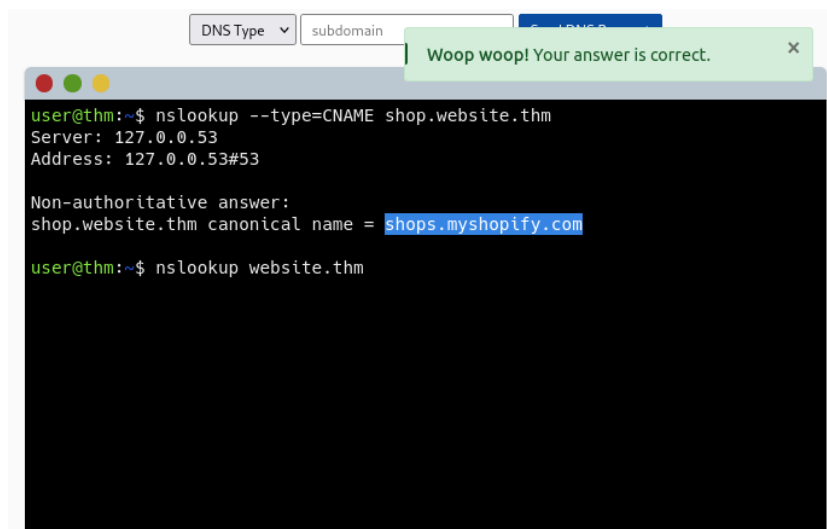 DNS Type subdomain
Woop woop! Your answer is correct. ×
user@thm:~$ nslookup --type=CNAME shop.website.thm
Server: 127.0.0.53
Address: 127.0.0.53#53
Non-authoritative answer:
shop.website.thm canonical name = shops.myshopify.com
user@thm:~$ nslookup website.thm